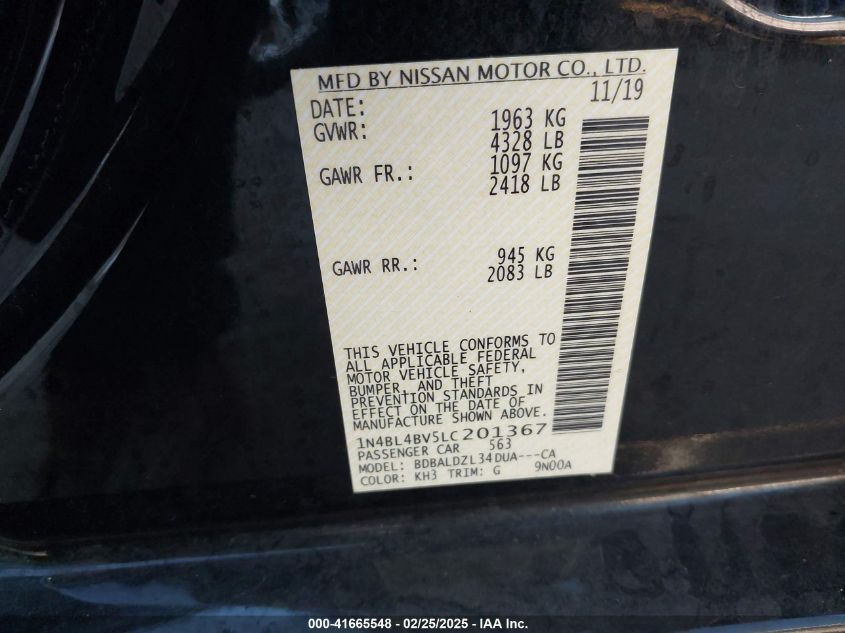 MFD BY NISSAN MOTOR CO., LTD.
DATE: 11/19
GVWR: 1963 KG
4328 LB
GAWR FR.: 1097 KG
2418 LB
GAWR RR.: 945 KG
2083 LB
THIS VEHICLE CONFORMS TO
ALL APPLICABLE FEDERAL
MOTOR VEHICLE SAFETY,
BUMPER, AND THEFT
PREVENTION STANDARDS IN
EFFECT ON THE DATE OF
MANUFACTURE SHOWN ABOVE.
1N4BL4BV5LC201367
PASSENGER CAR 563
MODEL: BDBALDZL34DUA---CA
COLOR: KH3 TRIM: G 9N00A
000-41665548 - 02/25/2025 - IAA Inc.